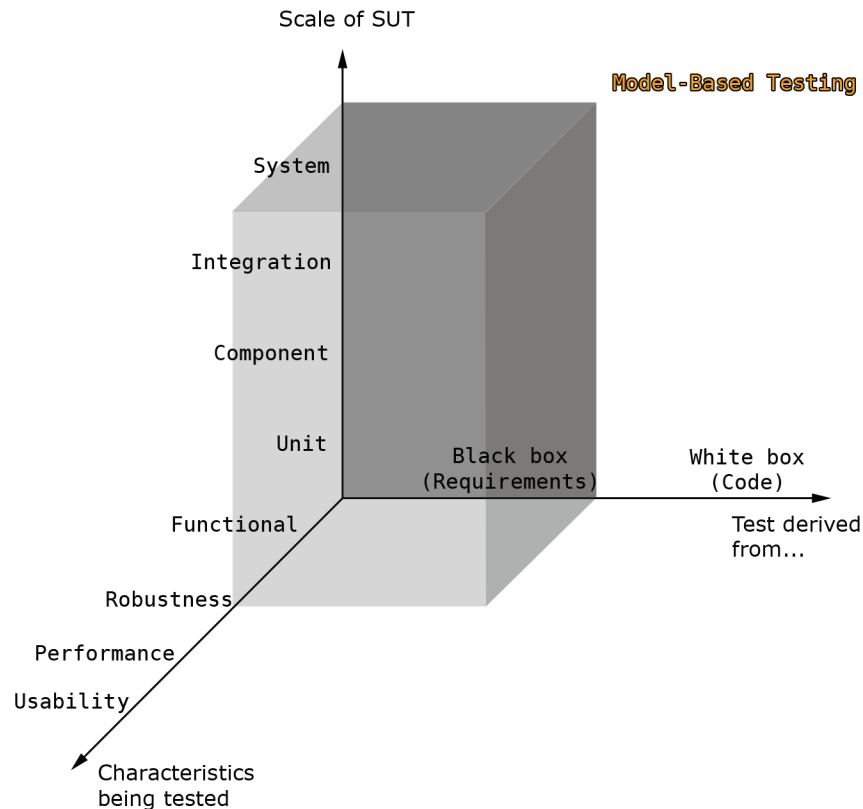 Scale of SUT
Model-Based Testing
System
Integration
Component
Unit
Black box
(Requirements)
White box
(Code)
Functional
Test derived
from...
Robustness
Performance
Usability
Characteristics
being tested